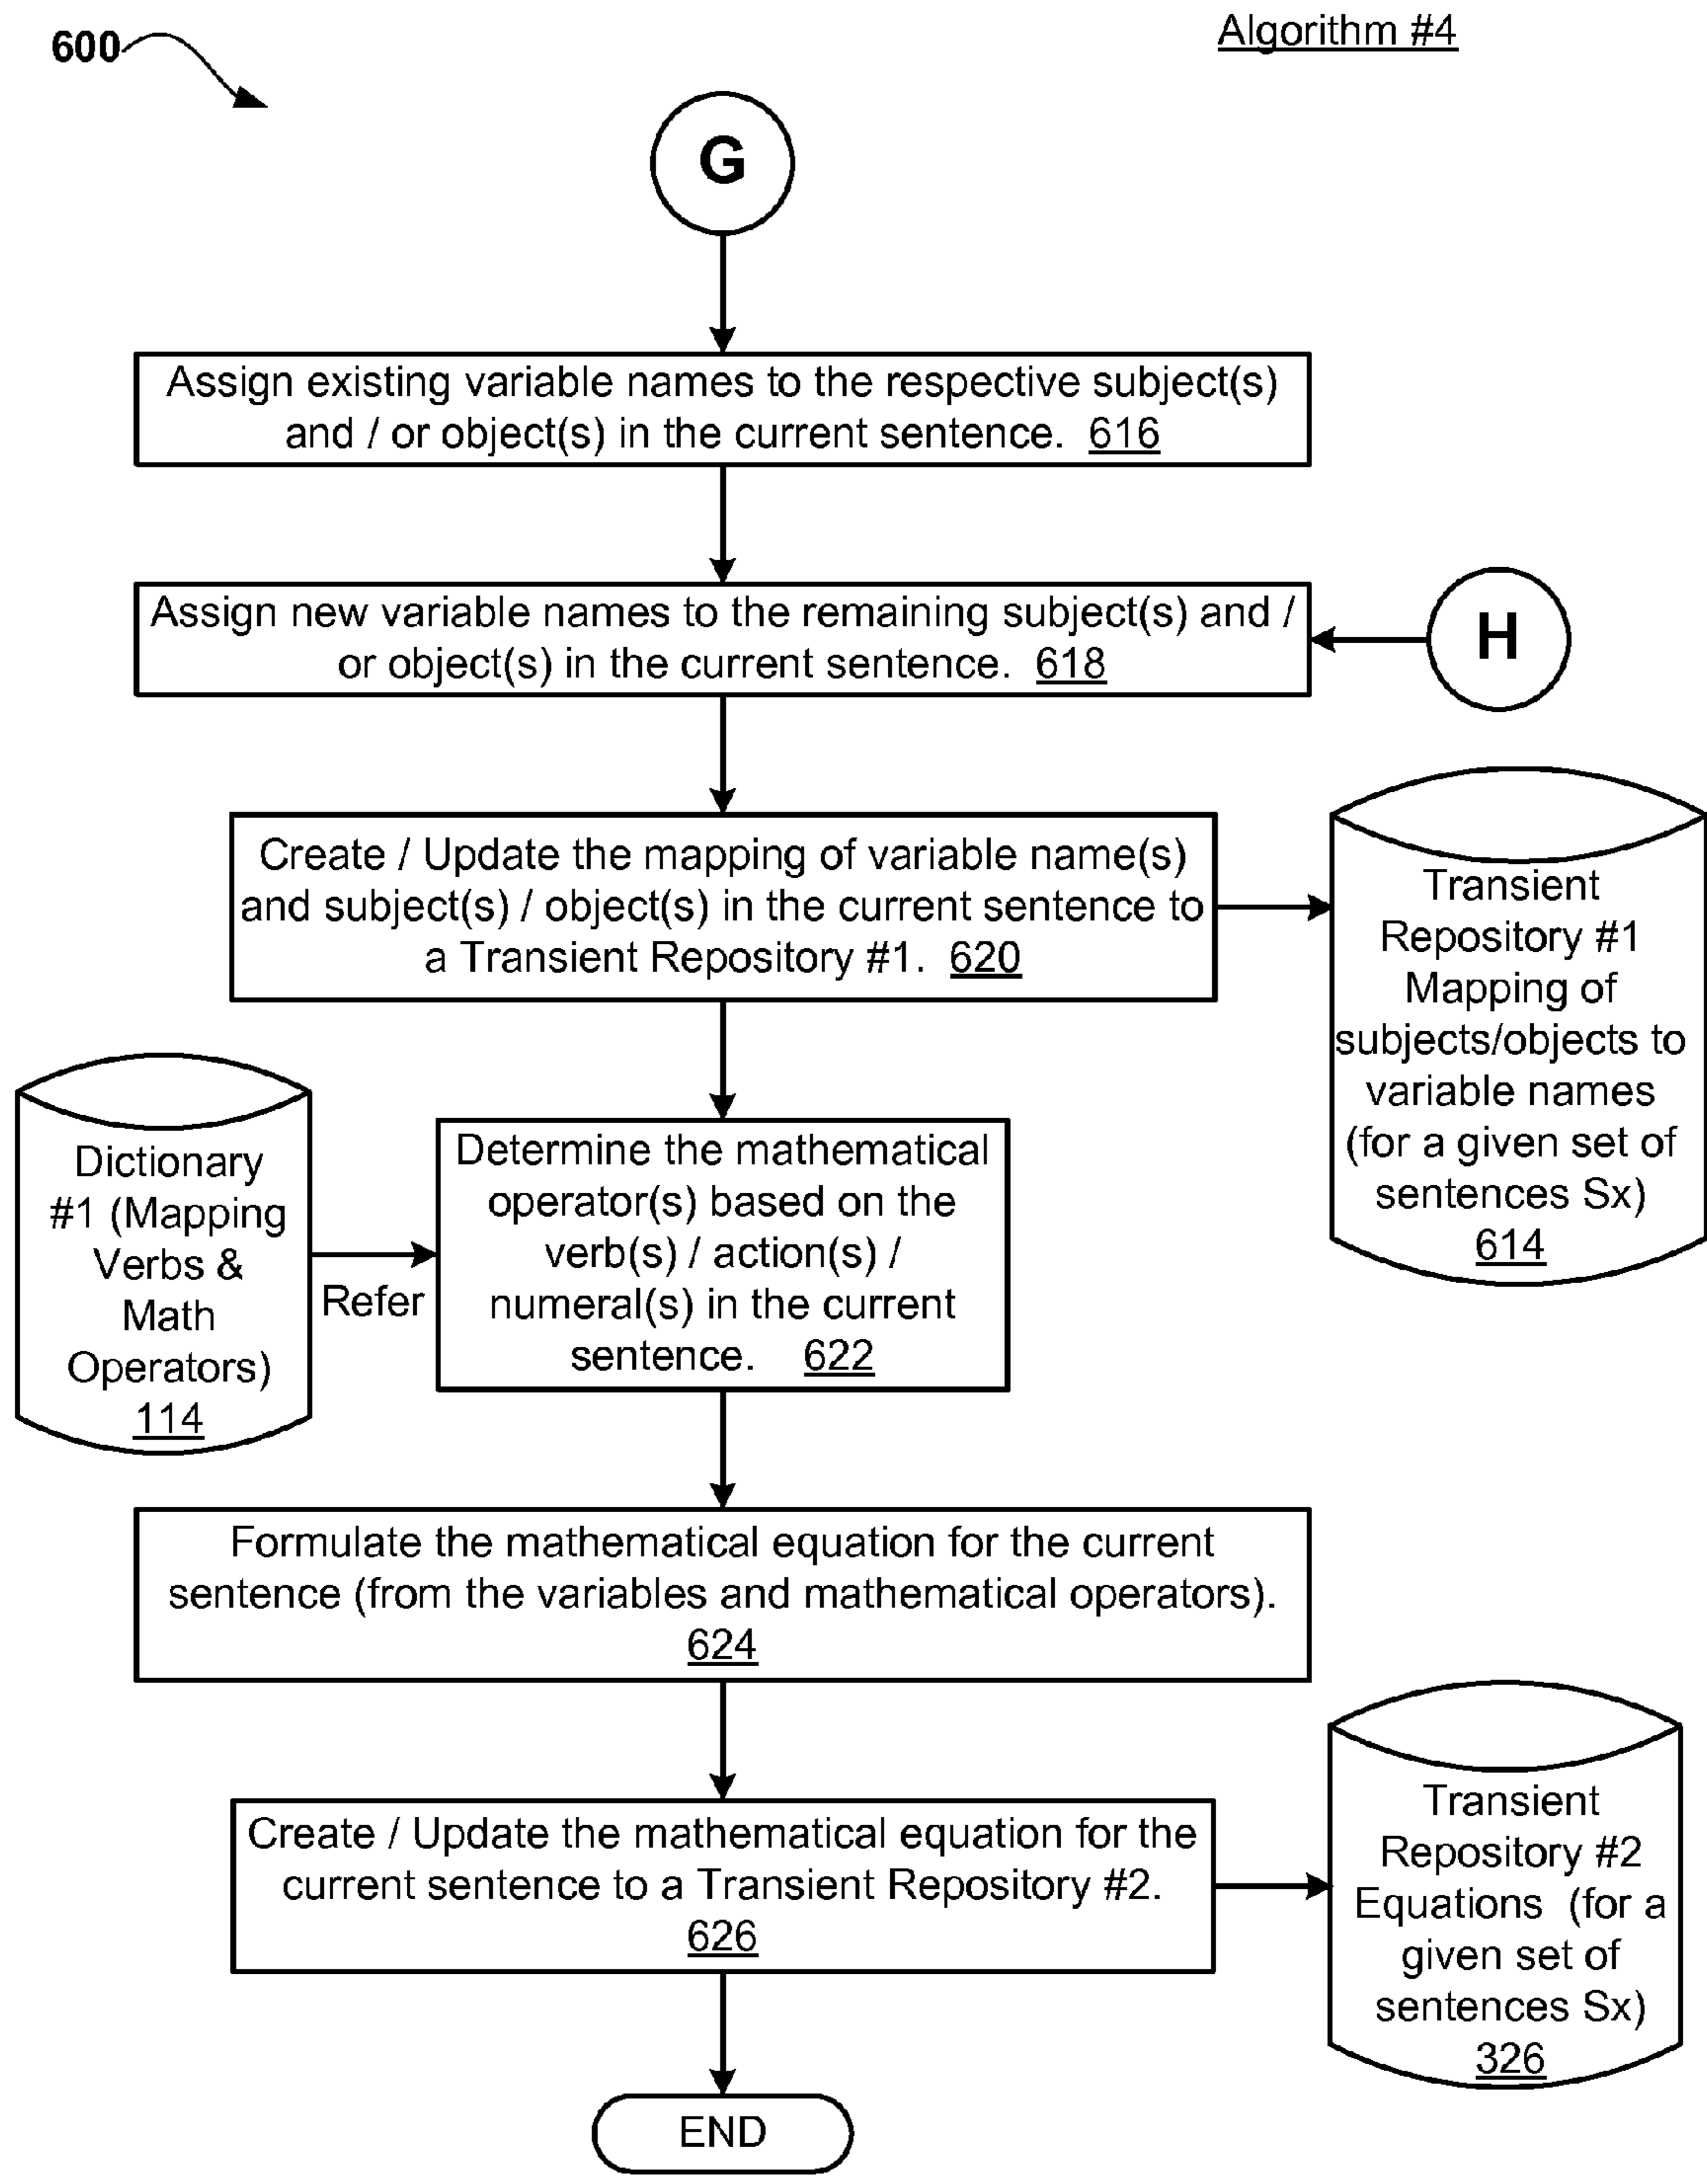 600
Algorithm #4
G
Assign existing variable names to the respective subject(s)
and / or object(s) in the current sentence. 616
Assign new variable names to the remaining subject(s) and /
or object(s) in the current sentence. 618
H
Create / Update the mapping of variable name(s)
and subject(s) / object(s) in the current sentence to
a Transient Repository #1. 620
Transient
Repository #1
Mapping of
subjects/objects to
variable names
(for a given set of
sentences Sx)
614
Dictionary
#1 (Mapping
Verbs &
Math
Operators)
114
Refer
Determine the mathematical
operator(s) based on the
verb(s) / action(s) /
numeral(s) in the current
sentence. 622
Formulate the mathematical equation for the current
sentence (from the variables and mathematical operators).
624
Create / Update the mathematical equation for the
current sentence to a Transient Repository #2.
626
Transient
Repository #2
Equations (for a
given set of
sentences Sx)
326
END